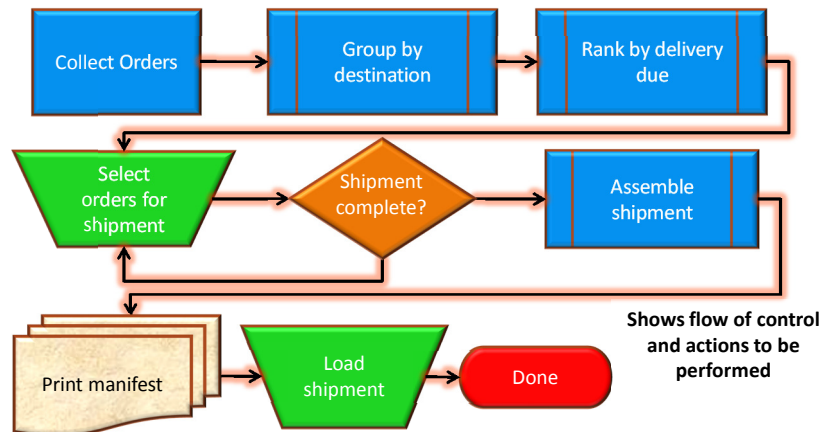 Collect Orders
Group by
destination
Rank by delivery
due
Select
orders for
shipment
Shipment
complete?
Assemble
shipment
Print manifest
Load
shipment
Done
Shows flow of control
and actions to be
performed